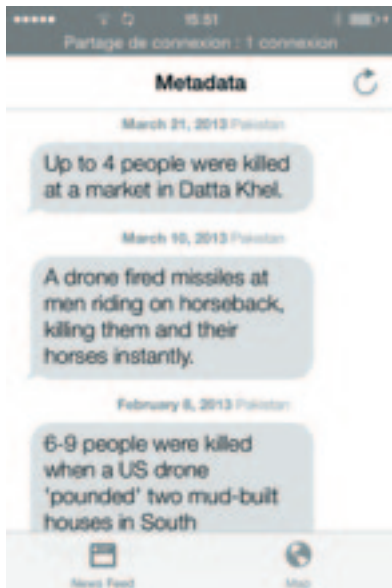 15:51
Partage de connexion : 1 connexion
Metadata
March 21, 2013 Pakistan
Up to 4 people were killed
at a market in Datta Khel.
March 10, 2013 Pakistan
A drone fired missiles at
men riding on horseback,
killing them and their
horses instantly.
February 8, 2013 Pakistan
6-9 people were killed
when a US drone
'pounded' two mud-built
houses in South
News Feed
Map